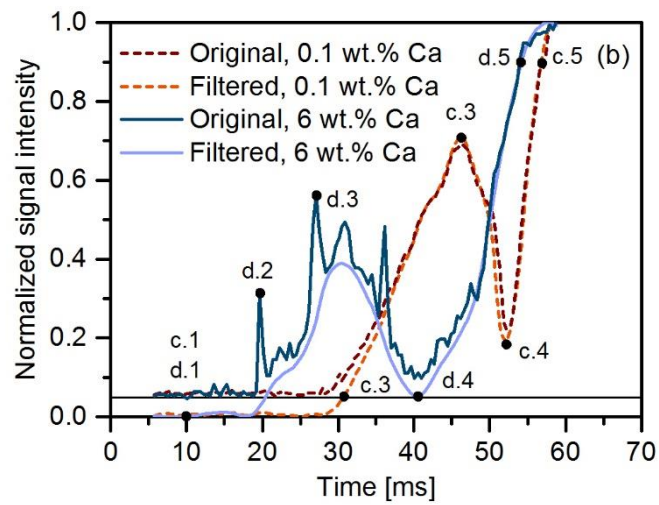 1.0
(b)
Original, 0.1 wt.% Ca
Filtered, 0.1 wt.% Ca
Original, 6 wt.% Ca
Filtered, 6 wt.% Ca
d.5
c.5
c.3
0.8
0.6
d.3
0.4
d.2
0.2
c.1
c.4
d.1
c.3
d.4
0.0
0
10
20
30
40
50
60
70
Normalized signal intensity
Time [ms]